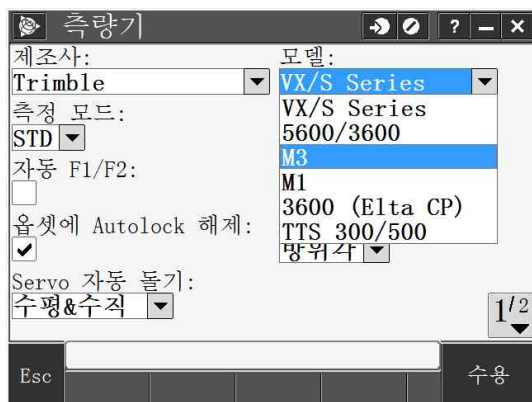 측량기 ? – ×
제조사: 모델:
Trimble VX/S Series
측정 모드:
STD
자동 F1/F2:
VX/S Series
5600/3600
M3
M1
3600 (Elta CP)
TTS 300/500
옵셋에 Autolock 해제:
방위각
Servo 자동 돌기:
수평&수직
1/2
Esc 수용